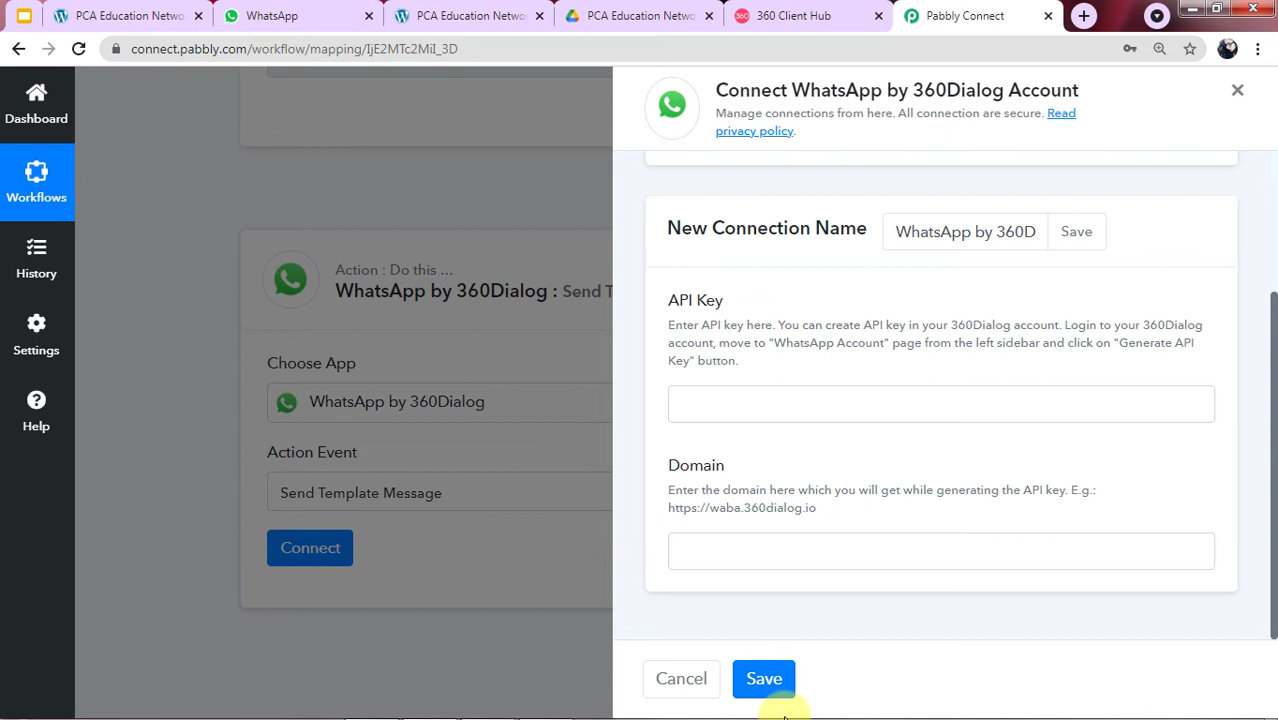 PCA Education Netwo
WhatsApp
PCA Education Netwo
PCA Education Netwo
360 Client Hub
Pabbly Connect
connect.pabbly.com/workflow/mapping/IjE2MTc2MiI_3D
Dashboard
Workflows
History
Settings
Help
Action : Do this ...
WhatsApp by 360Dialog : Send T
Choose App
WhatsApp by 360Dialog
Action Event
Send Template Message
Connect
Connect WhatsApp by 360Dialog Account
Manage connections from here. All connection are secure. Read
privacy policy.
New Connection Name
WhatsApp by 360D
Save
API Key
Enter API key here. You can create API key in your 360Dialog account. Login to your 360Dialog
account, move to "WhatsApp Account" page from the left sidebar and click on "Generate API
Key" button.
Domain
Enter the domain here which you will get while generating the API key. E.g.:
https://waba.360dialog.io
Cancel
Save